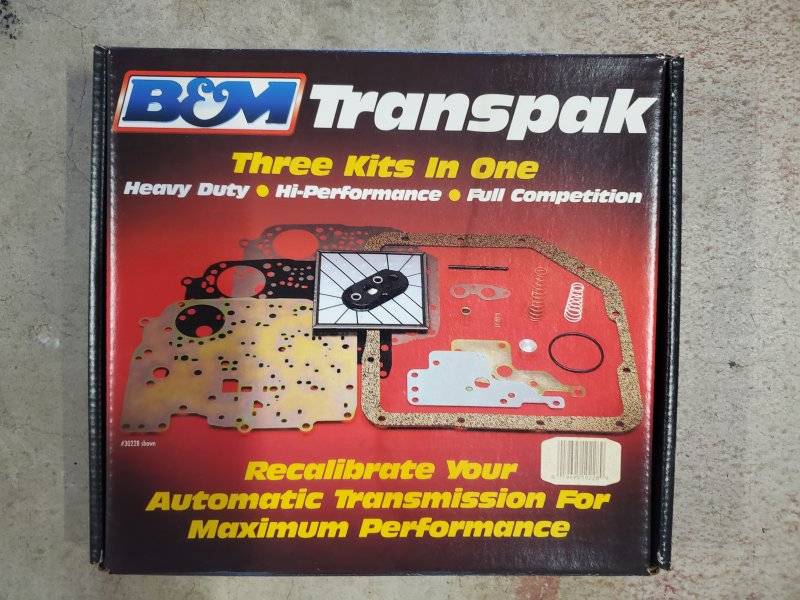 B&M Transpak
Three Kits In One
Heavy Duty • Hi-Performance • Full Competition
#30228 shown
Recalibrate Your
Automatic Transmission For
Maximum Performance